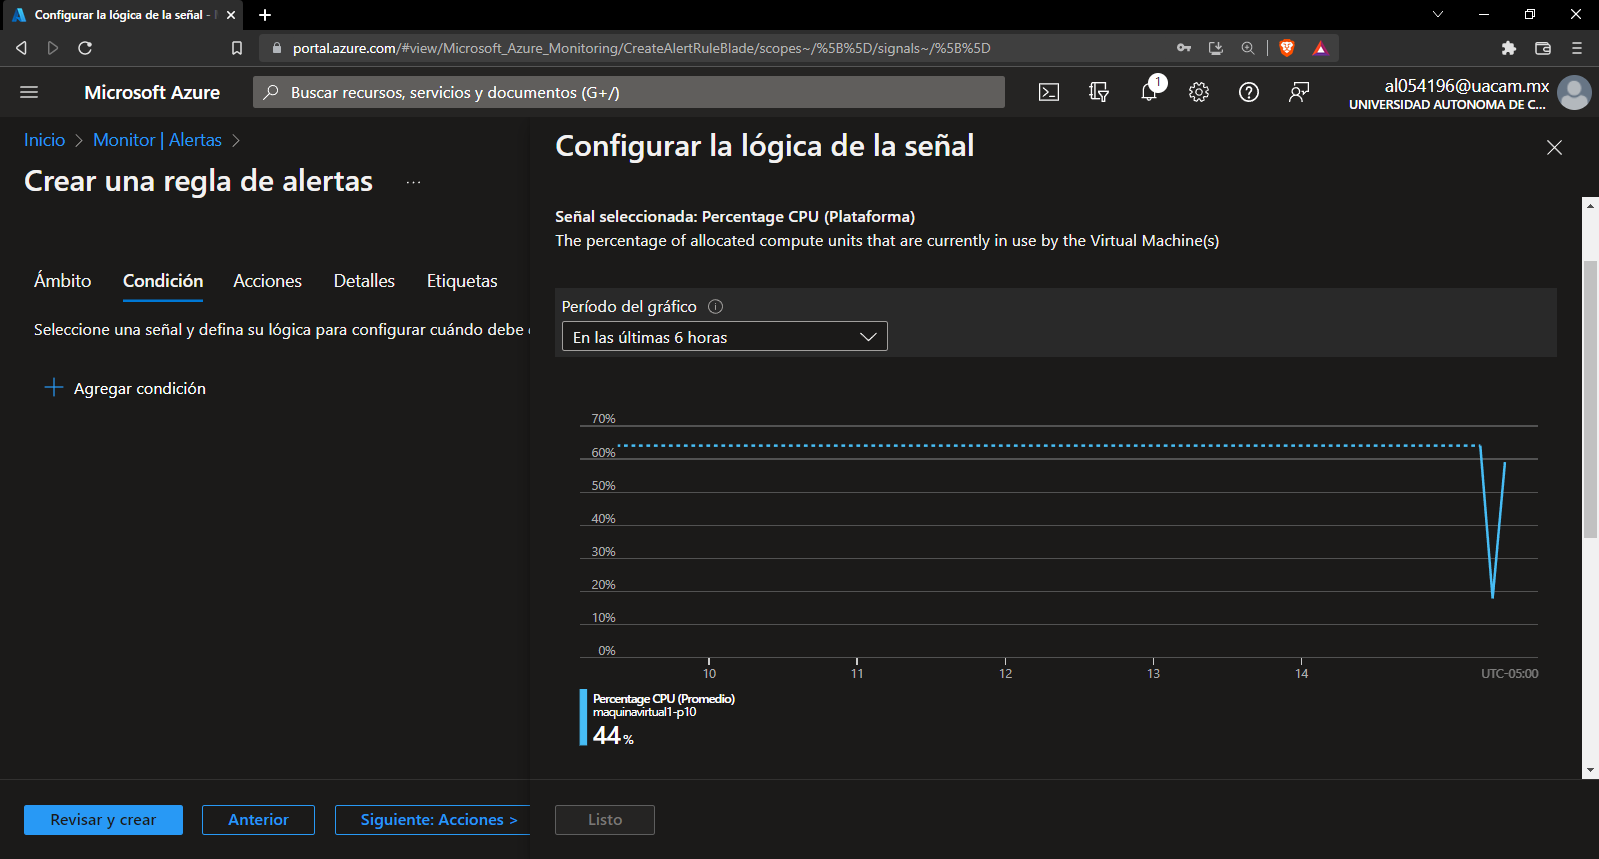 Configurar la lógica de la señal -
portal.azure.com/#view/Microsoft_Azure_Monitoring/CreateAlertRuleBlade/scopes~/%5B%5D/signals~/%5B%5D
Microsoft Azure
Buscar recursos, servicios y documentos (G+/)
1
al054196@uacam.mx
UNIVERSIDAD AUTONOMA DE C...
Inicio > Monitor | Alertas >
Crear una regla de alertas ...
Ámbito Condición Acciones Detalles Etiquetas
Seleccione una señal y defina su lógica para configurar cuándo debe
Agregar condición
Revisar y crear
Anterior
Siguiente: Acciones >
Configurar la lógica de la señal
Señal seleccionada: Percentage CPU (Plataforma)
The percentage of allocated compute units that are currently in use by the Virtual Machine(s)
Período del gráfico
En las últimas 6 horas
70%
60%
50%
40%
30%
20%
10%
0%
10 11 12 13 14 UTC-05:00
Percentage CPU (Promedio)
maquinavirtual1-p10
44 %
Listo